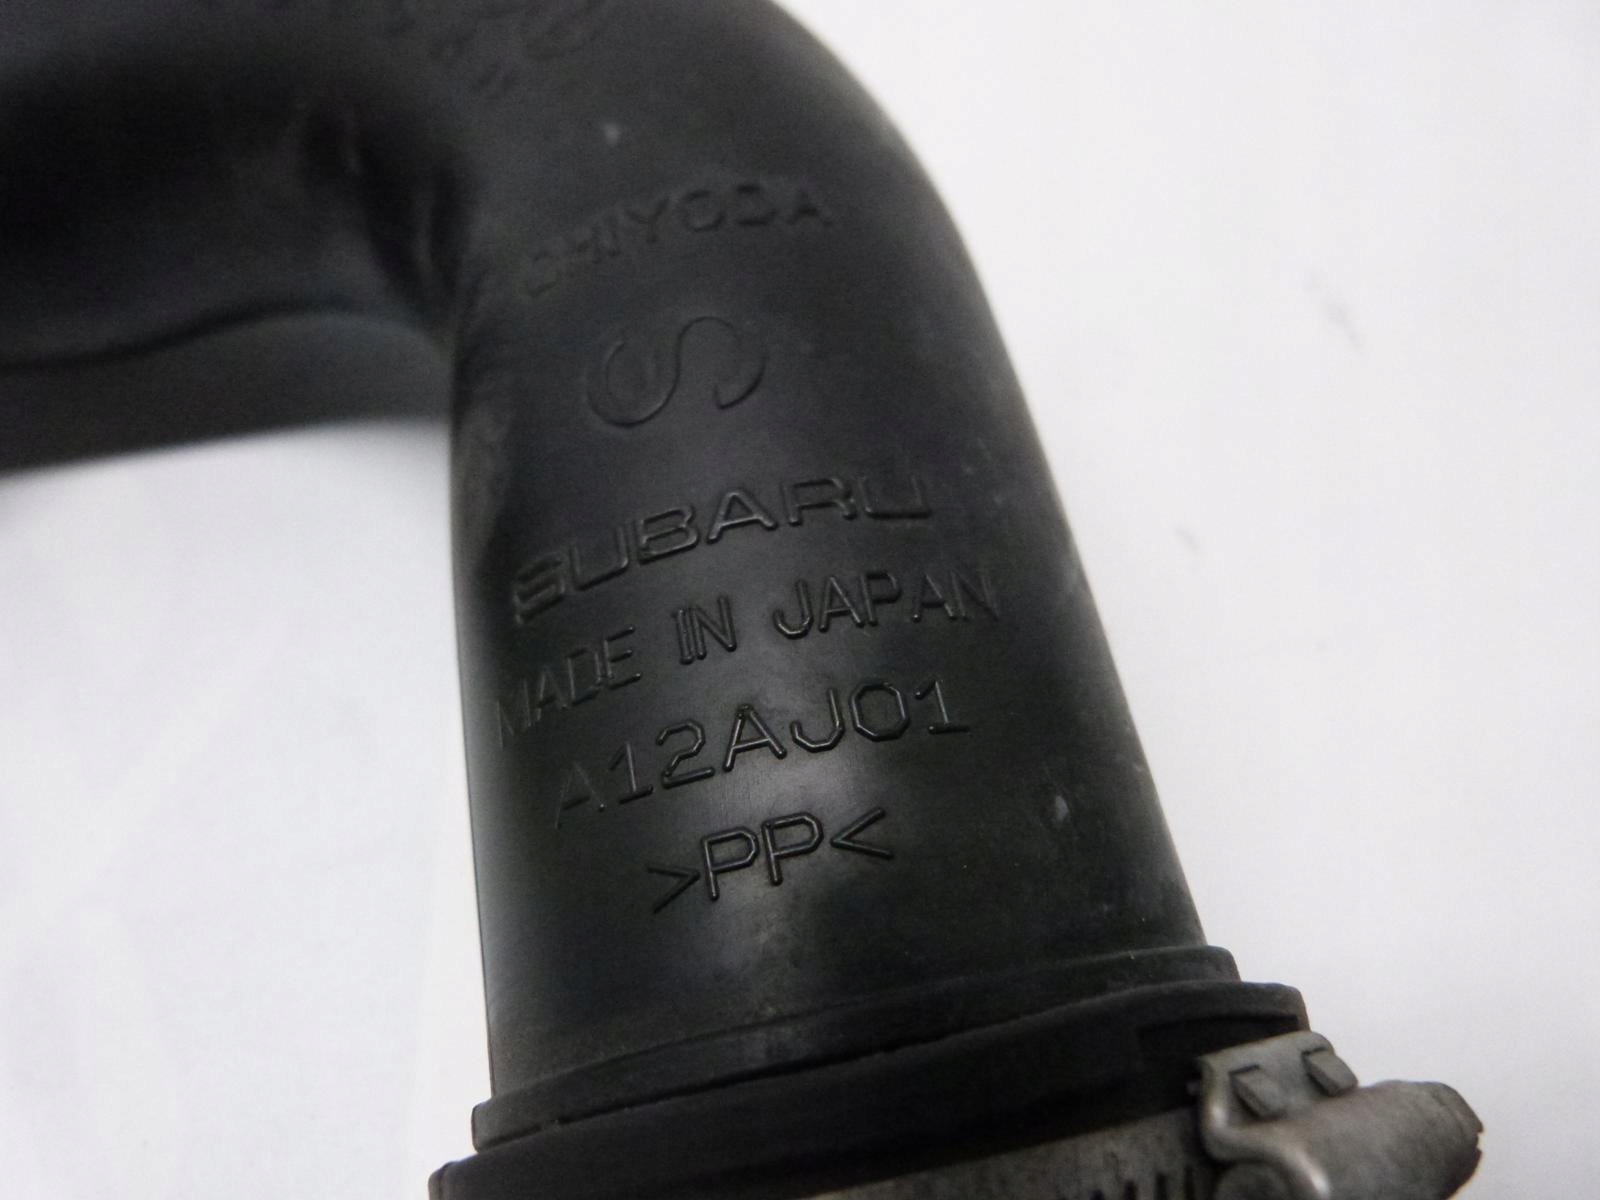 CHIYODA
S
SUBARU
MADE IN JAPAN
A12AJ01
>PP<